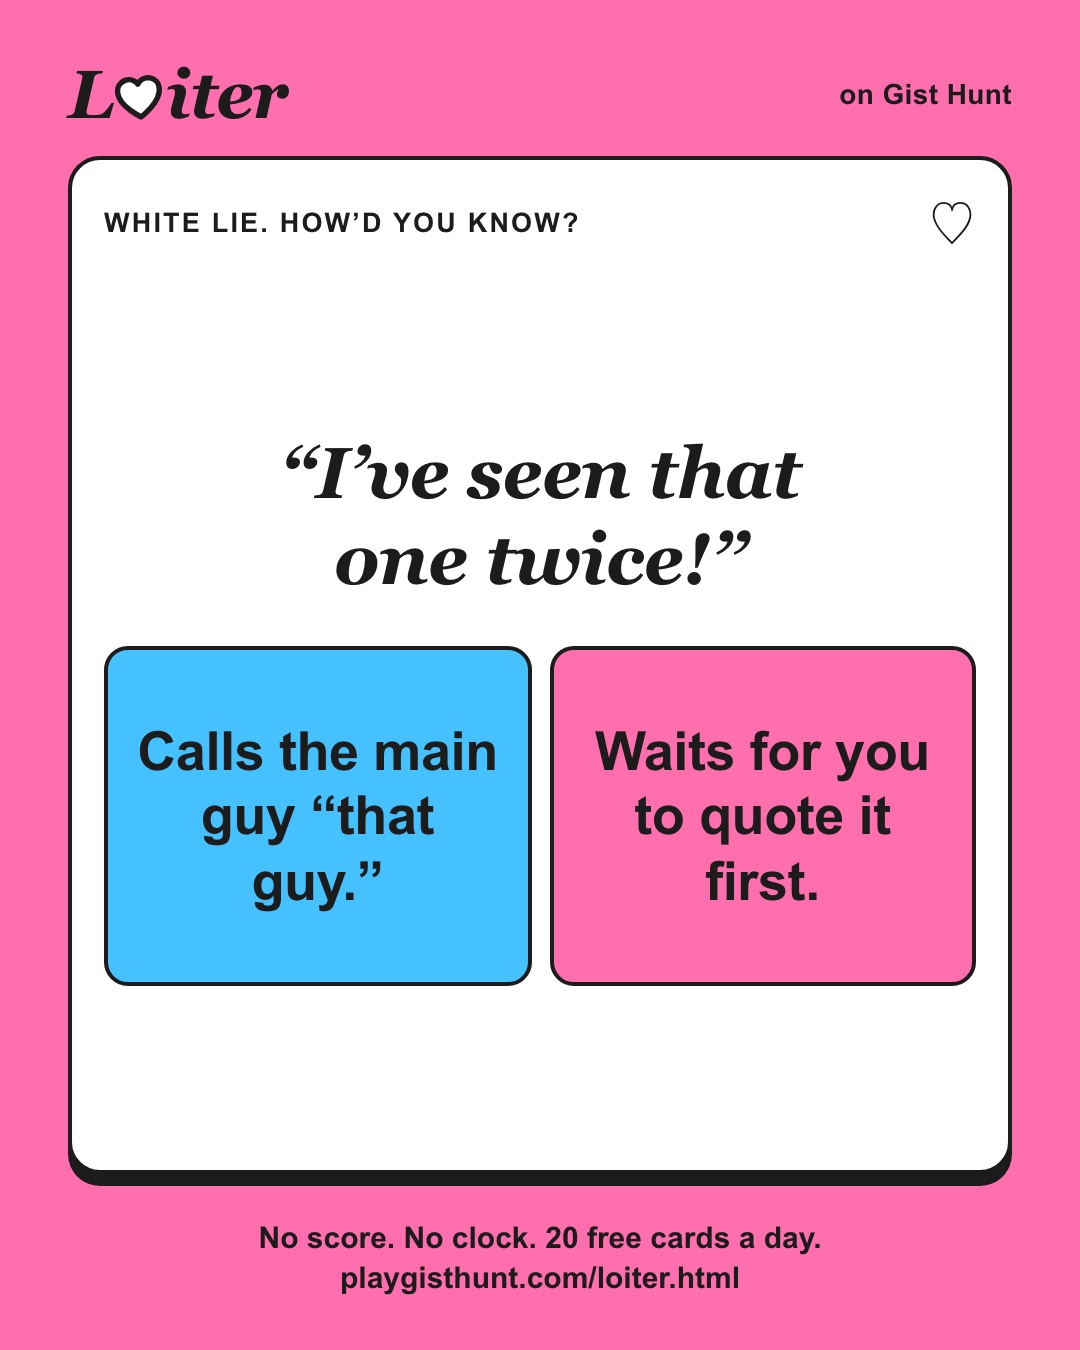 Loiter
on Gist Hunt
WHITE LIE. HOW’D YOU KNOW?
“I’ve seen that
one twice!”
Calls the main
guy “that
guy.”
Waits for you
to quote it
first.
No score. No clock. 20 free cards a day.
playgisthunt.com/loiter.html